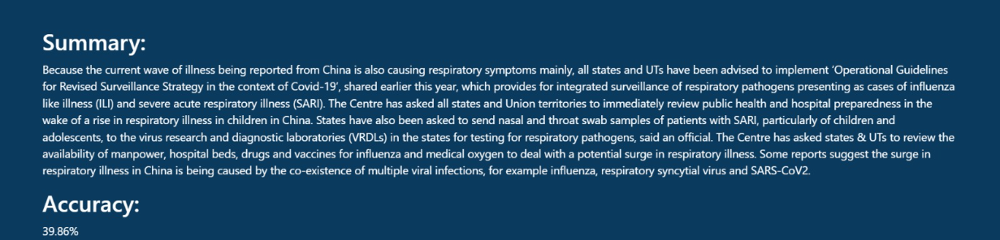 Summary:
Because the current wave of illness being reported from China is also causing respiratory symptoms mainly, all states and UTs have been advised to implement ‘Operational Guidelines
for Revised Surveillance Strategy in the context of Covid-19’, shared earlier this year, which provides for integrated surveillance of respiratory pathogens presenting as cases of influenza
like illness (ILI) and severe acute respiratory illness (SARI). The Centre has asked all states and Union territories to immediately review public health and hospital preparedness in the
wake of a rise in respiratory illness in children in China. States have also been asked to send nasal and throat swab samples of patients with SARI, particularly of children and
adolescents, to the virus research and diagnostic laboratories (VRDLs) in the states for testing for respiratory pathogens, said an official. The Centre has asked states & UTs to review the
availability of manpower, hospital beds, drugs and vaccines for influenza and medical oxygen to deal with a potential surge in respiratory illness. Some reports suggest the surge in
respiratory illness in China is being caused by the co-existence of multiple viral infections, for example influenza, respiratory syncytial virus and SARS-CoV2.
Accuracy:
39.86%